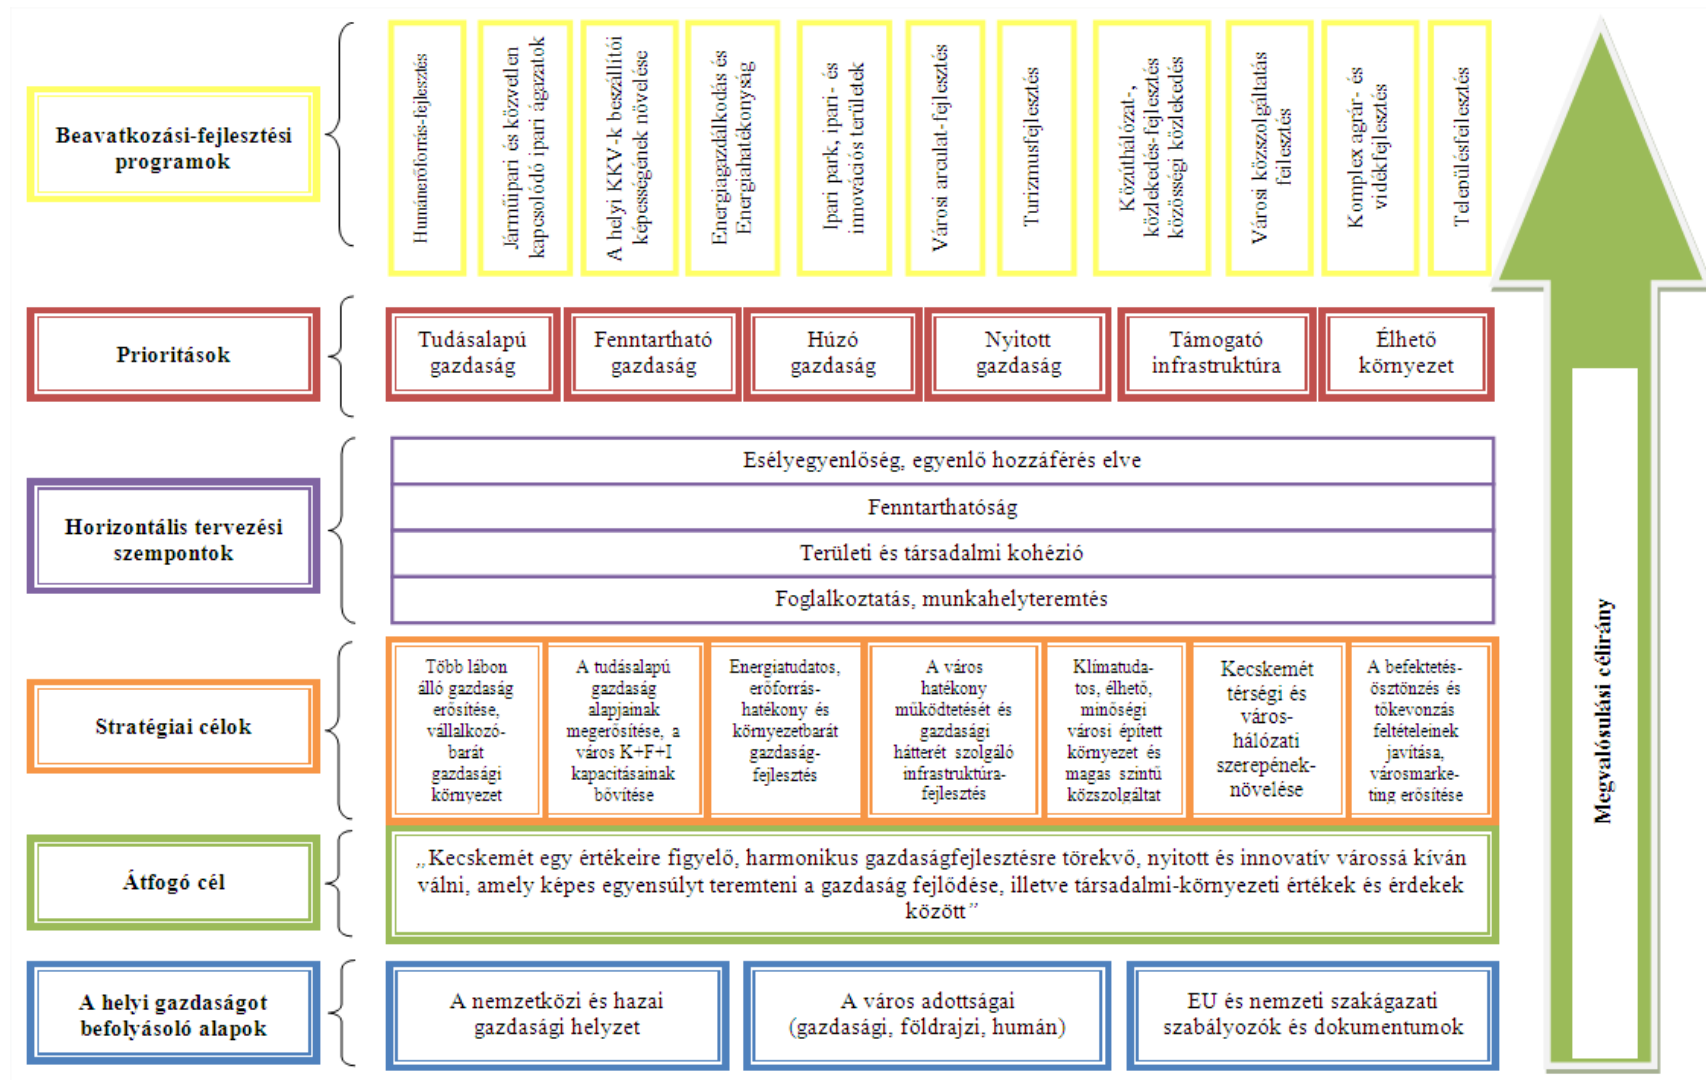 Beavatkozási-fejlesztési
programok
Humánerőforrás-fejlesztés
Járműipari és közvetlen
kapcsolódó ipari ágazatok
A helyi KKV-k beszállítói
képességének növelése
Energiagazdálkodás és
Energiahatékonyság
Ipari park, ipari- és
innovációs területek
Városi arculat-fejlesztés
Turizmusfejlesztés
Közúthálózat-,
közlekedés-fejlesztés
közösségi közlekedés
Városi közszolgáltatás
fejlesztés
Komplex agrár- és
vidékfejlesztés
Településfejlesztés
Prioritások
Tudásalapú
gazdaság
Fenntartható
gazdaság
Húzó
gazdaság
Nyitott
gazdaság
Támogató
infrastruktúra
Élhető
környezet
Horizontális tervezési
szempontok
Esélyegyenlőség, egyenlő hozzáférés elve
Fenntarthatóság
Területi és társadalmi kohézió
Foglalkoztatás, munkahelyteremtés
Stratégiai célok
Több lábon
álló gazdaság
erősítése,
vállalkozó-
barát
gazdasági
környezet
A tudásalapú
gazdaság
alapjainak
megerősítése, a
város K+F+I
kapacitásainak
bővítése
Energiatudatos,
erőforrás-
hatékony és
környezetbarát
gazdaság-
fejlesztés
A város
hatékony
működtetését és
gazdasági
hátterét szolgáló
infrastruktúra-
fejlesztés
Klímatuda-
tos, élhető,
minőségi
városi épített
környezet és
magas szintű
közszolgáltat
Kecskemét
térségi és
város-
hálózati
szerepének-
növelése
A befektetés-
ösztönzés és
tőkevonzás
feltételeinek
javítása,
városmarke-
ting erősítése
Átfogó cél
„Kecskemét egy értékeire figyelő, harmonikus gazdaságfejlesztésre törekvő, nyitott és innovatív várossá kíván
válni, amely képes egyensúlyt teremteni a gazdaság fejlődése, illetve társadalmi-környezeti értékek és érdekek
között”
A helyi gazdaságot
befolyásoló alapok
A nemzetközi és hazai
gazdasági helyzet
A város adottságai
(gazdasági, földrajzi, humán)
EU és nemzeti szakágazati
szabályozók és dokumentumok
Megvalósulási célirány